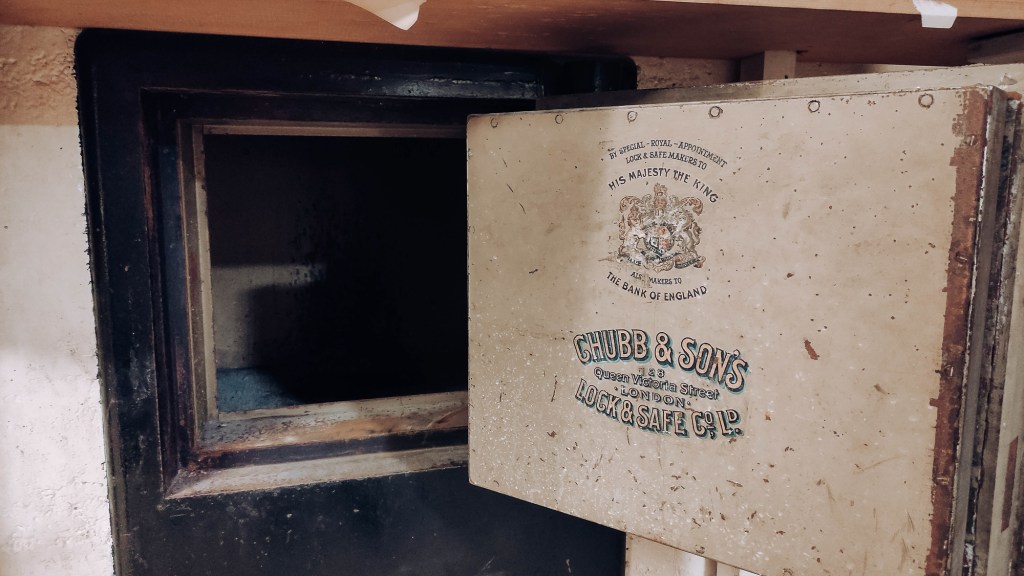 BY SPECIAL - ROYAL - APPOINTMENT
LOCK & SAFE MAKERS TO
HIS MAJESTY THE KING
MAKERS TO
THE BANK OF ENGLAND
CHUBB & SON'S
128
Queen Victoria Street
· LONDON ·
LOCK & SAFE Co. LD.